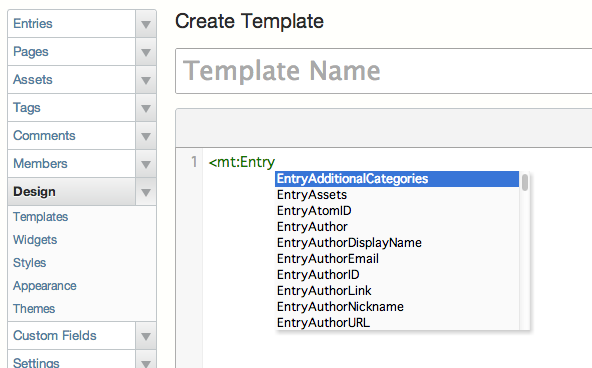 Entries
Pages
Assets
Tags
Comments
Members
Design
Templates
Widgets
Styles
Appearance
Themes
Custom Fields
Settings
Create Template
Template Name
1 <mt:Entry
EntryAdditionalCategories
EntryAssets
EntryAtomID
EntryAuthor
EntryAuthorDisplayName
EntryAuthorEmail
EntryAuthorID
EntryAuthorLink
EntryAuthorNickname
EntryAuthorURL